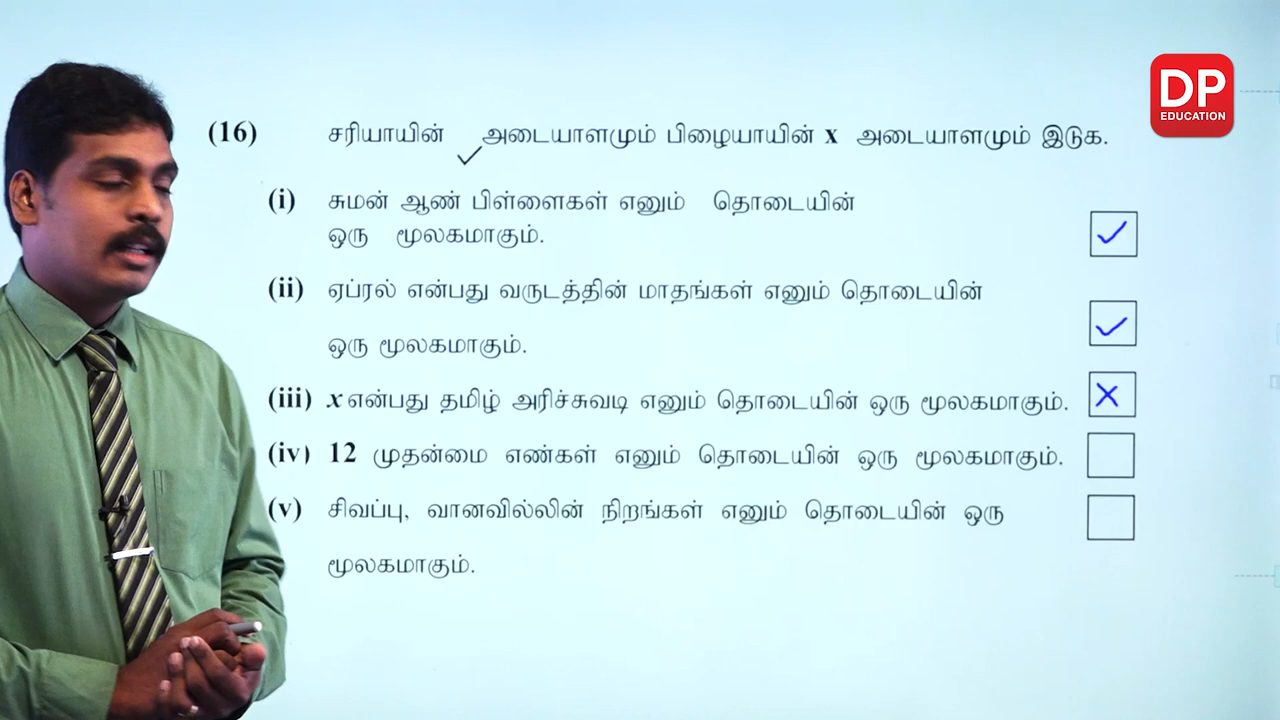 DP
EDUCATION
(16) சரியாயின் ✓ அடையாளமும் பிழையாயின் x அடையாளமும் இடுக.
(i) சுமன் ஆண் பிள்ளைகள் எனும் தொடையின்
ஒரு மூலகமாகும். ✓
(ii) ஏப்ரல் என்பது வருடத்தின் மாதங்கள் எனும் தொடையின்
ஒரு மூலகமாகும். ✓
(iii) x என்பது தமிழ் அரிச்சுவடி எனும் தொடையின் ஒரு மூலகமாகும். ×
(iv) 12 முதன்மை எண்கள் எனும் தொடையின் ஒரு மூலகமாகும்.
(v) சிவப்பு, வானவில்லின் நிறங்கள் எனும் தொடையின் ஒரு
மூலகமாகும்.